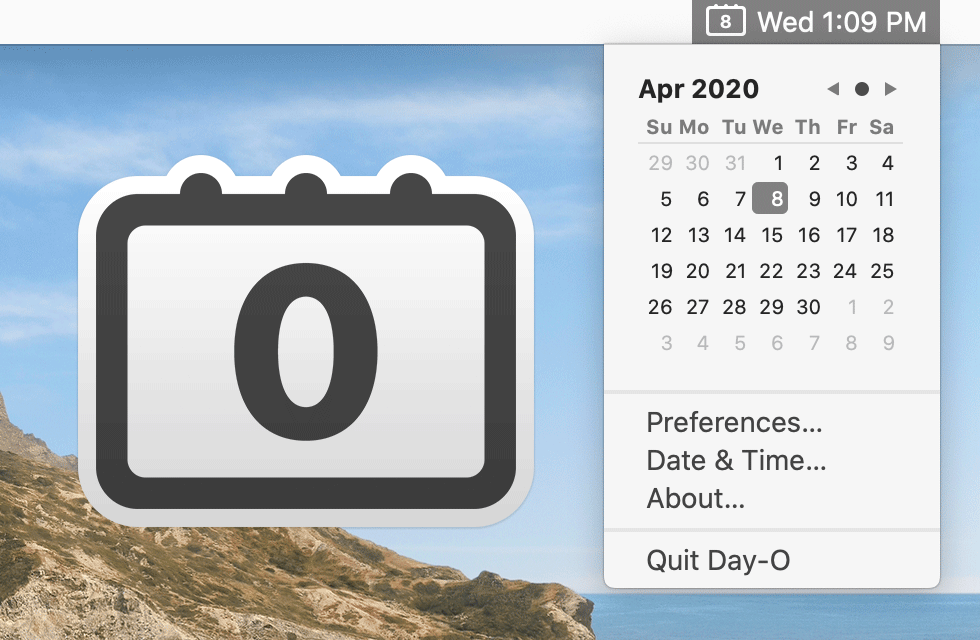 8 Wed 1:09 PM
Apr 2020
Su Mo Tu We Th Fr Sa
29 30 31 1 2 3 4
5 6 7 8 9 10 11
12 13 14 15 16 17 18
19 20 21 22 23 24 25
26 27 28 29 30 1 2
3 4 5 6 7 8 9
0
Preferences...
Date & Time...
About...
Quit Day-O